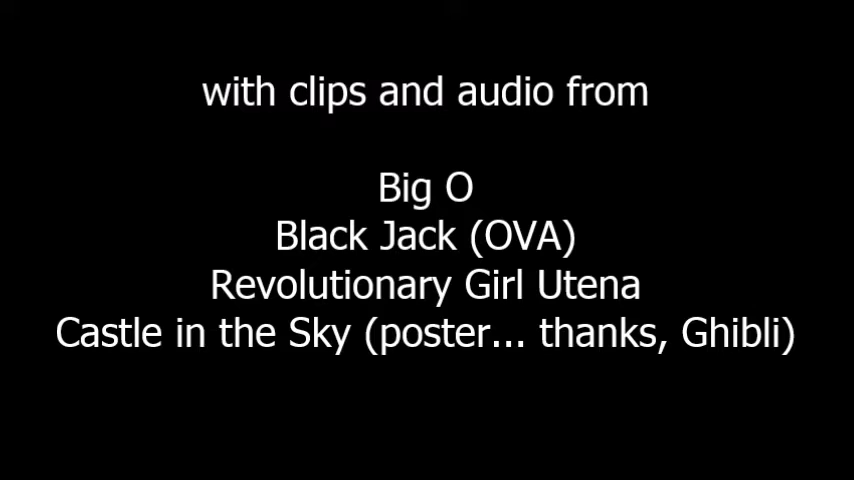 with clips and audio from
Big O
Black Jack (OVA)
Revolutionary Girl Utena
Castle in the Sky (poster... thanks, Ghibli)